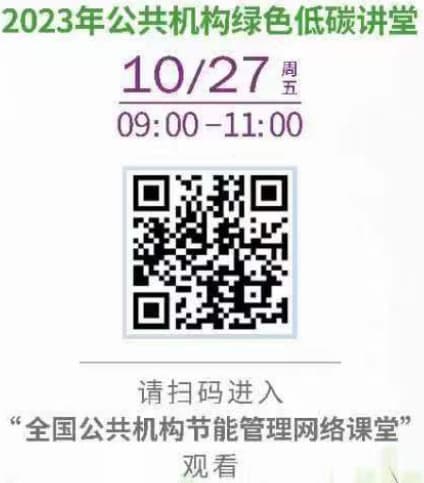 2023年公共机构绿色低碳讲堂
10/27 周五
09:00-11:00
请扫码进入
“全国公共机构节能管理网络课堂”
观看